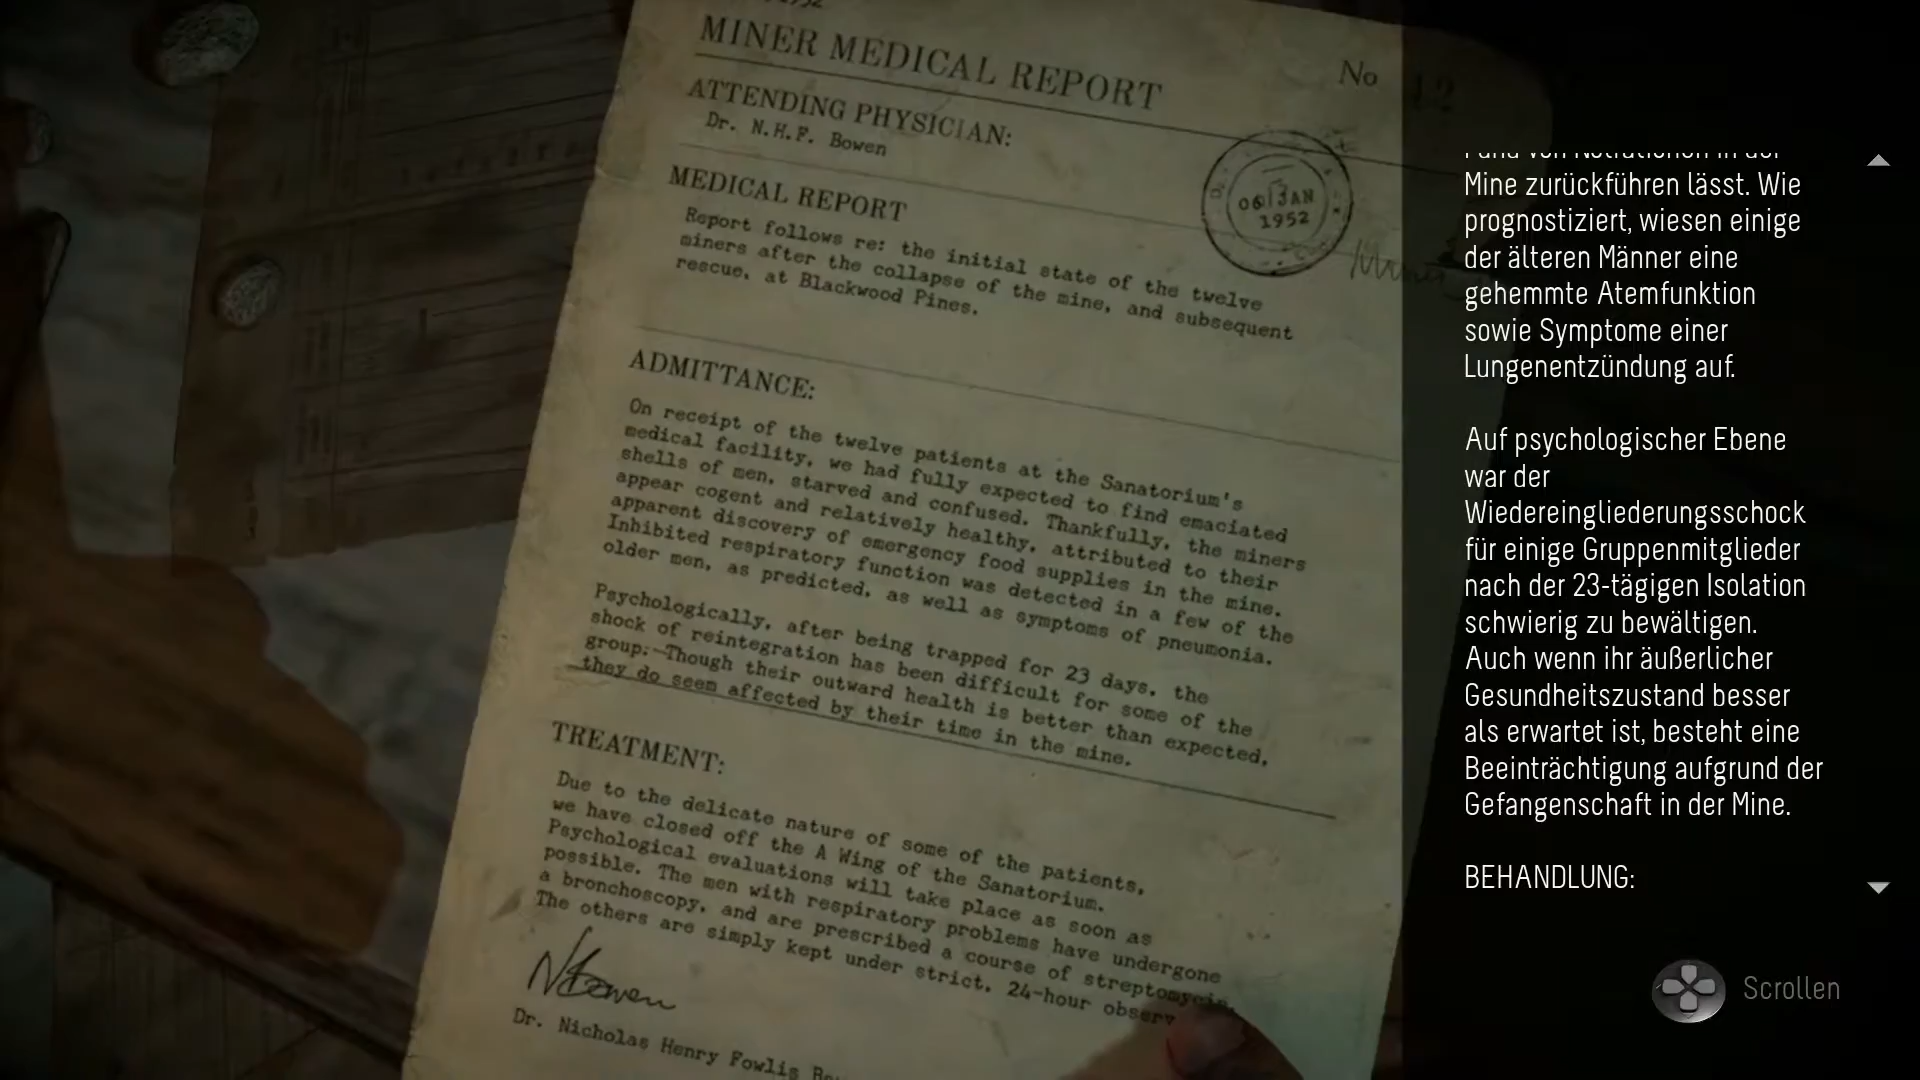 MINER MEDICAL REPORT
No 12
ATTENDING PHYSICIAN:
Dr. N.H.F. Bowen
06 JAN
1952
MEDICAL REPORT
Report follows re: the initial state of the twelve
miners after the collapse of the mine, and subsequent
rescue, at Blackwood Pines.
ADMITTANCE:
On receipt of the twelve patients at the Sanatorium's
medical facility, we had fully expected to find emaciated
shells of men, starved and confused. Thankfully, the miners
appear cogent and relatively healthy, attributed to their
apparent discovery of emergency food supplies in the mine.
Inhibited respiratory function was detected in a few of the
older men, as predicted, as well as symptoms of pneumonia.
Psychologically, after being trapped for 23 days, the
shock of reintegration has been difficult for some of the
group. Though their outward health is better than expected,
they do seem affected by their time in the mine.
TREATMENT:
Due to the delicate nature of some of the patients,
we have closed off the A Wing of the Sanatorium.
Psychological evaluations will take place as soon as
possible. The men with respiratory problems have undergone
a bronchoscopy, and are prescribed a course of streptomycin.
The others are simply kept under strict, 24-hour observ
NBowen
Dr. Nicholas Henry Fowlis
Mine zurückführen lässt. Wie
prognostiziert, wiesen einige
der älteren Männer eine
gehemmte Atemfunktion
sowie Symptome einer
Lungenentzündung auf.
Auf psychologischer Ebene
war der
Wiedereingliederungsschock
für einige Gruppenmitglieder
nach der 23-tägigen Isolation
schwierig zu bewältigen.
Auch wenn ihr äußerlicher
Gesundheitszustand besser
als erwartet ist, besteht eine
Beeinträchtigung aufgrund der
Gefangenschaft in der Mine.
BEHANDLUNG:
Scrollen